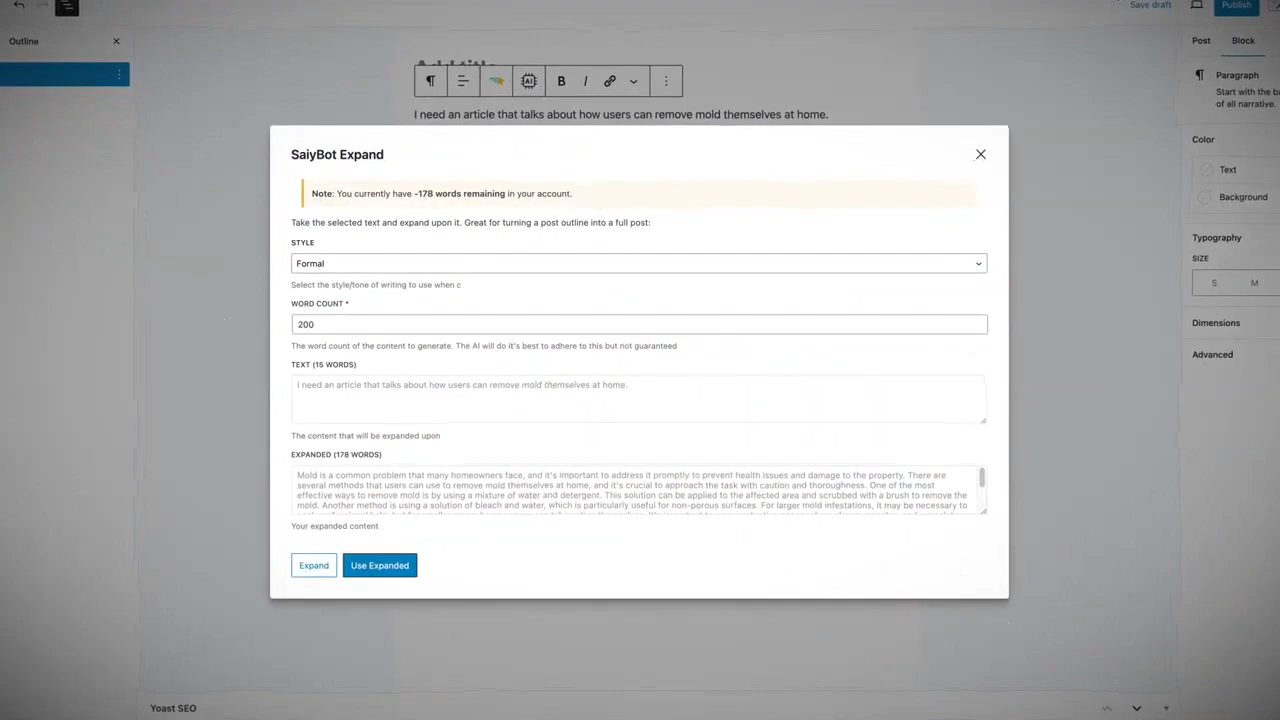 Save draft
Publish
Outline
Post
Block
AI
B
I
Paragraph
Start with the ba
of all narrative.
I need an article that talks about how users can remove mold themselves at home.
SaiyBot Expand
Note: You currently have -178 words remaining in your account.
Take the selected text and expand upon it. Great for turning a post outline into a full post:
STYLE
Formal
Select the style/tone of writing to use when c
WORD COUNT *
200
The word count of the content to generate. The AI will do it's best to adhere to this but not guaranteed
TEXT (15 WORDS)
I need an article that talks about how users can remove mold themselves at home.
The content that will be expanded upon
EXPANDED (178 WORDS)
Mold is a common problem that many homeowners face, and it's important to address it promptly to prevent health issues and damage to the property. There are
several methods that users can use to remove mold themselves at home, and it's crucial to approach the task with caution and thoroughness. One of the most
effective ways to remove mold is by using a mixture of water and detergent. This solution can be applied to the affected area and scrubbed with a brush to remove the
mold. Another method is using a solution of bleach and water, which is particularly useful for non-porous surfaces. For larger mold infestations, it may be necessary to
Your expanded content
Expand
Use Expanded
Color
Text
Background
Typography
SIZE
S
M
Dimensions
Advanced
Yoast SEO